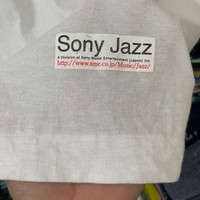 Sony Jazz
A Division of Sony Music Entertainment (Japan) Inc
http://www.sme.co.jp/Music/Jazz/